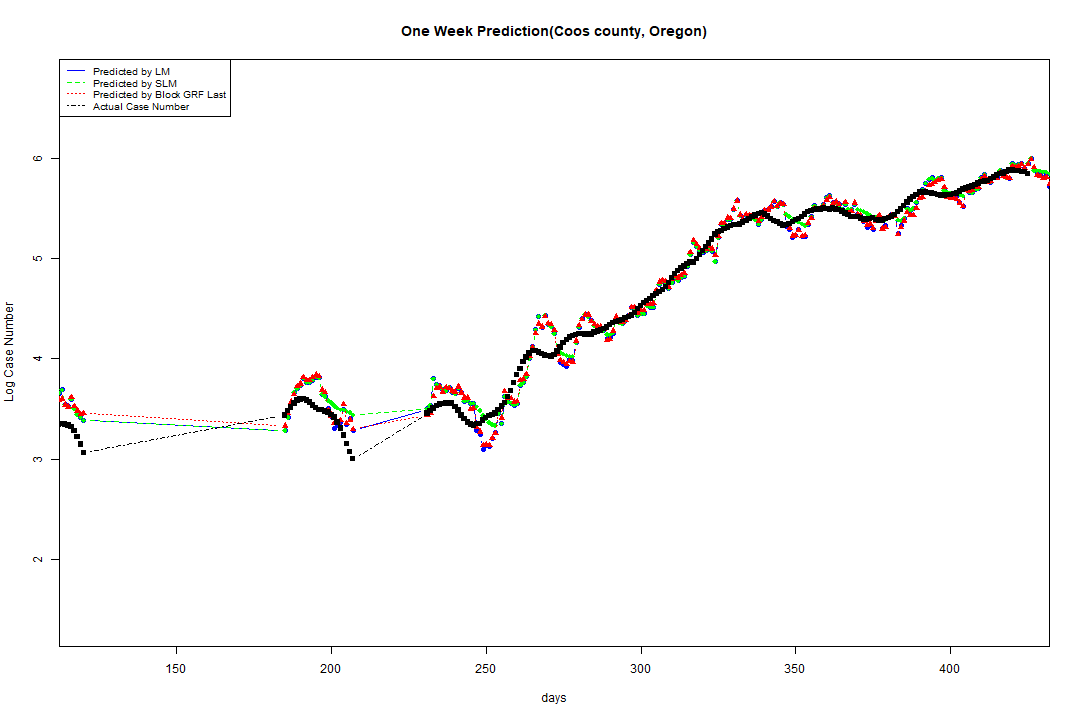 One Week Prediction(Coos county, Oregon)
Predicted by LM
Predicted by SLM
Predicted by Block GRF Last
Actual Case Number
Log Case Number
6
5
4
3
2
150 200 250 300 350 400
days